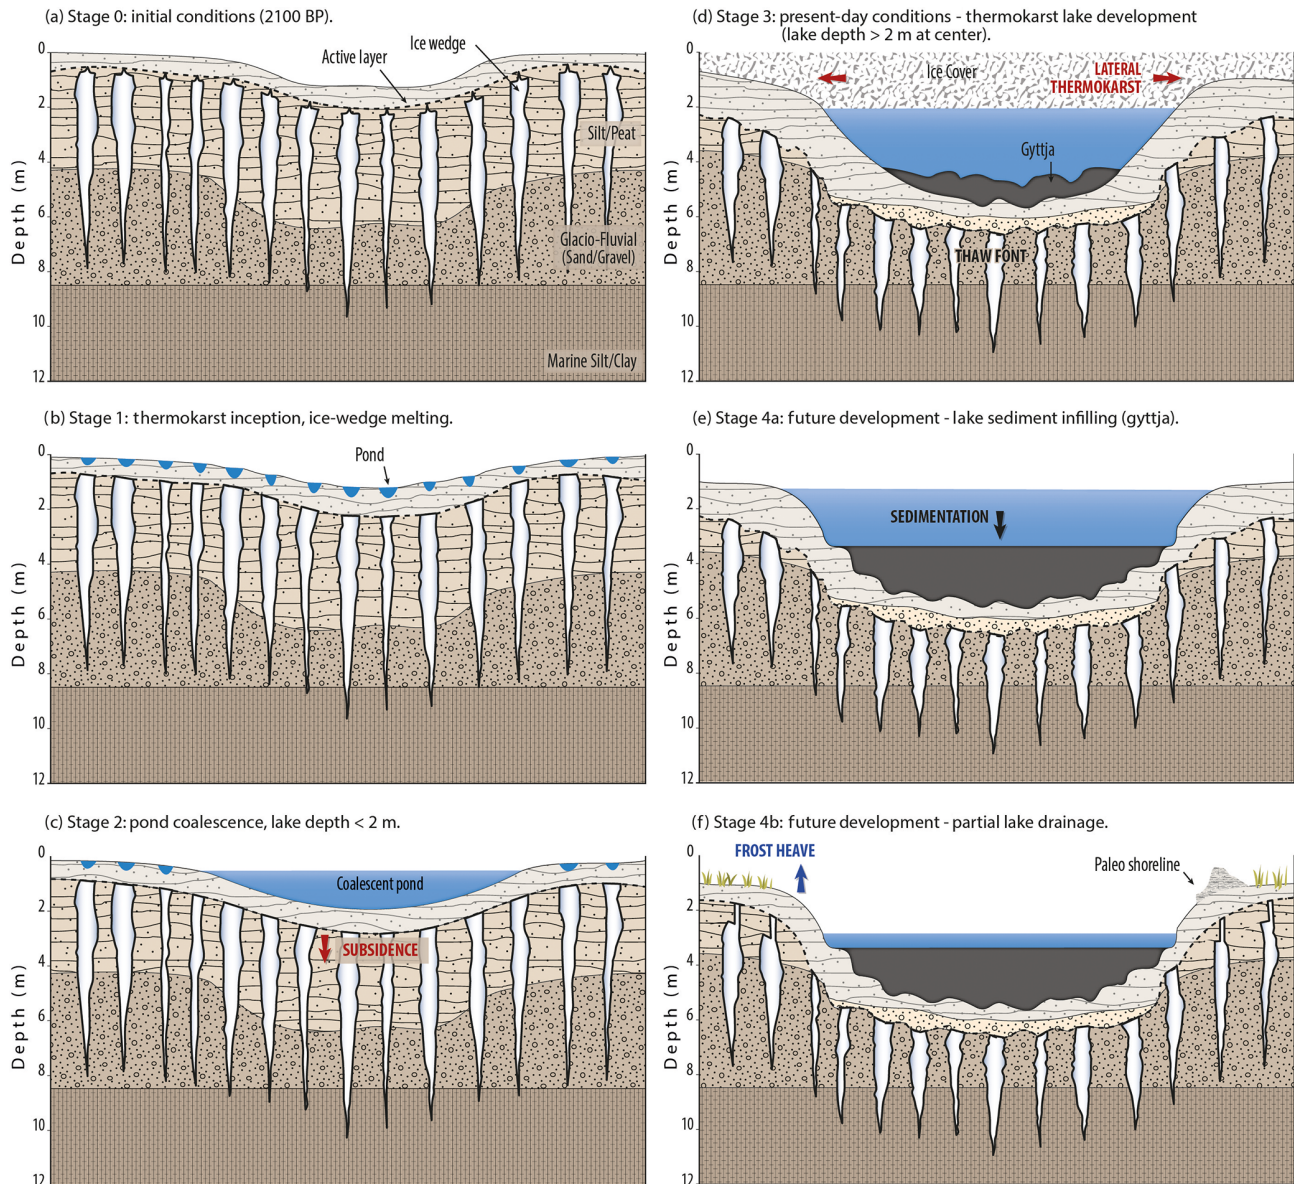 (a) Stage 0: initial conditions (2100 BP).
Ice wedge
Active layer
Silt/Peat
Glacio-Fluvial
(Sand/Gravel)
Marine Silt/Clay
Depth (m)
0
2
4
6
8
10
12
(b) Stage 1: thermokarst inception, ice-wedge melting.
Pond
Depth (m)
0
2
4
6
8
10
12
(c) Stage 2: pond coalescence, lake depth < 2 m.
Coalescent pond
SUBSIDENCE
Depth (m)
0
2
4
6
8
10
12
(d) Stage 3: present-day conditions - thermokarst lake development
(lake depth > 2 m at center).
Ice Cover
LATERAL
THERMOKARST
Gyttja
THAW FONT
Depth (m)
0
2
4
6
8
10
12
(e) Stage 4a: future development - lake sediment infilling (gyttja).
SEDIMENTATION
Depth (m)
0
2
4
6
8
10
12
(f) Stage 4b: future development - partial lake drainage.
FROST HEAVE
Paleo shoreline
Depth (m)
0
2
4
6
8
10
12